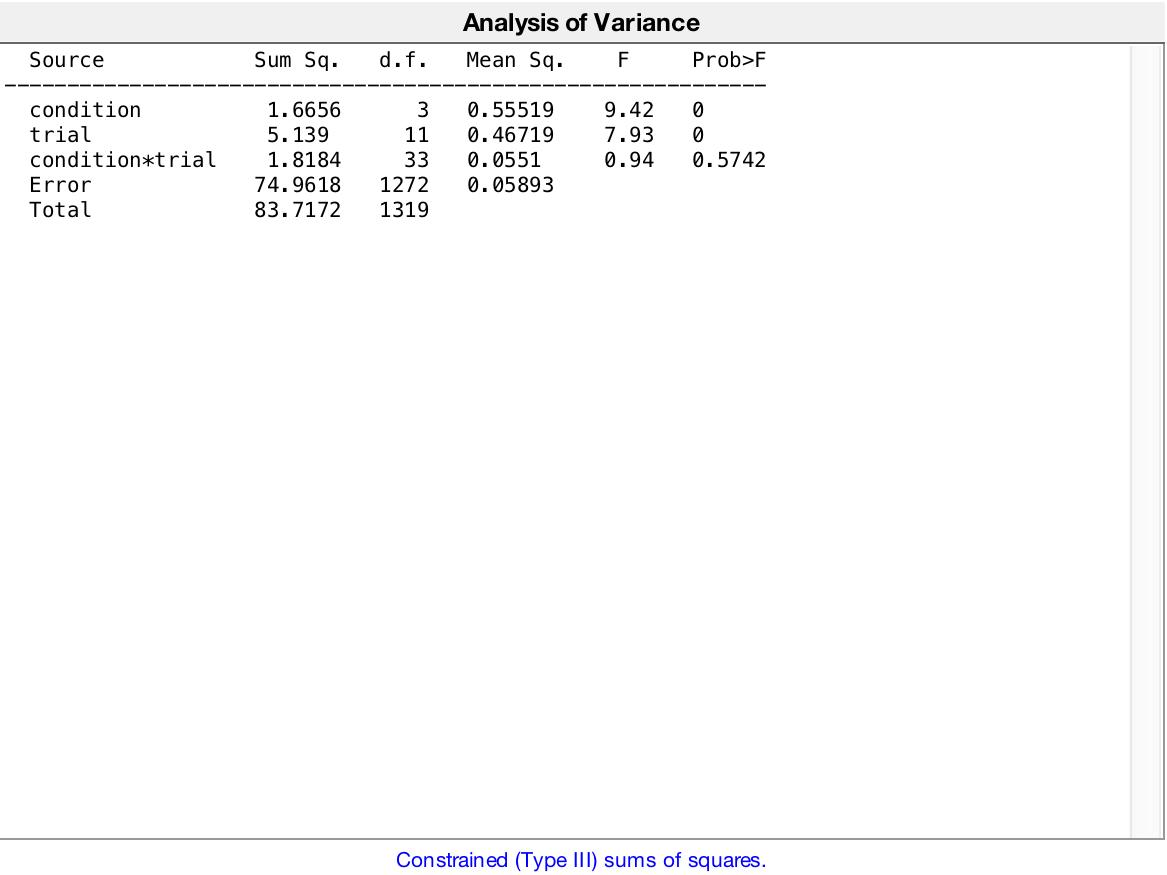 Analysis of Variance
Source Sum Sq. d.f. Mean Sq. F Prob>F
condition 1.6656 3 0.55519 9.42 0
trial 5.139 11 0.46719 7.93 0
condition*trial 1.8184 33 0.0551 0.94 0.5742
Error 74.9618 1272 0.05893
Total 83.7172 1319
Constrained (Type III) sums of squares.